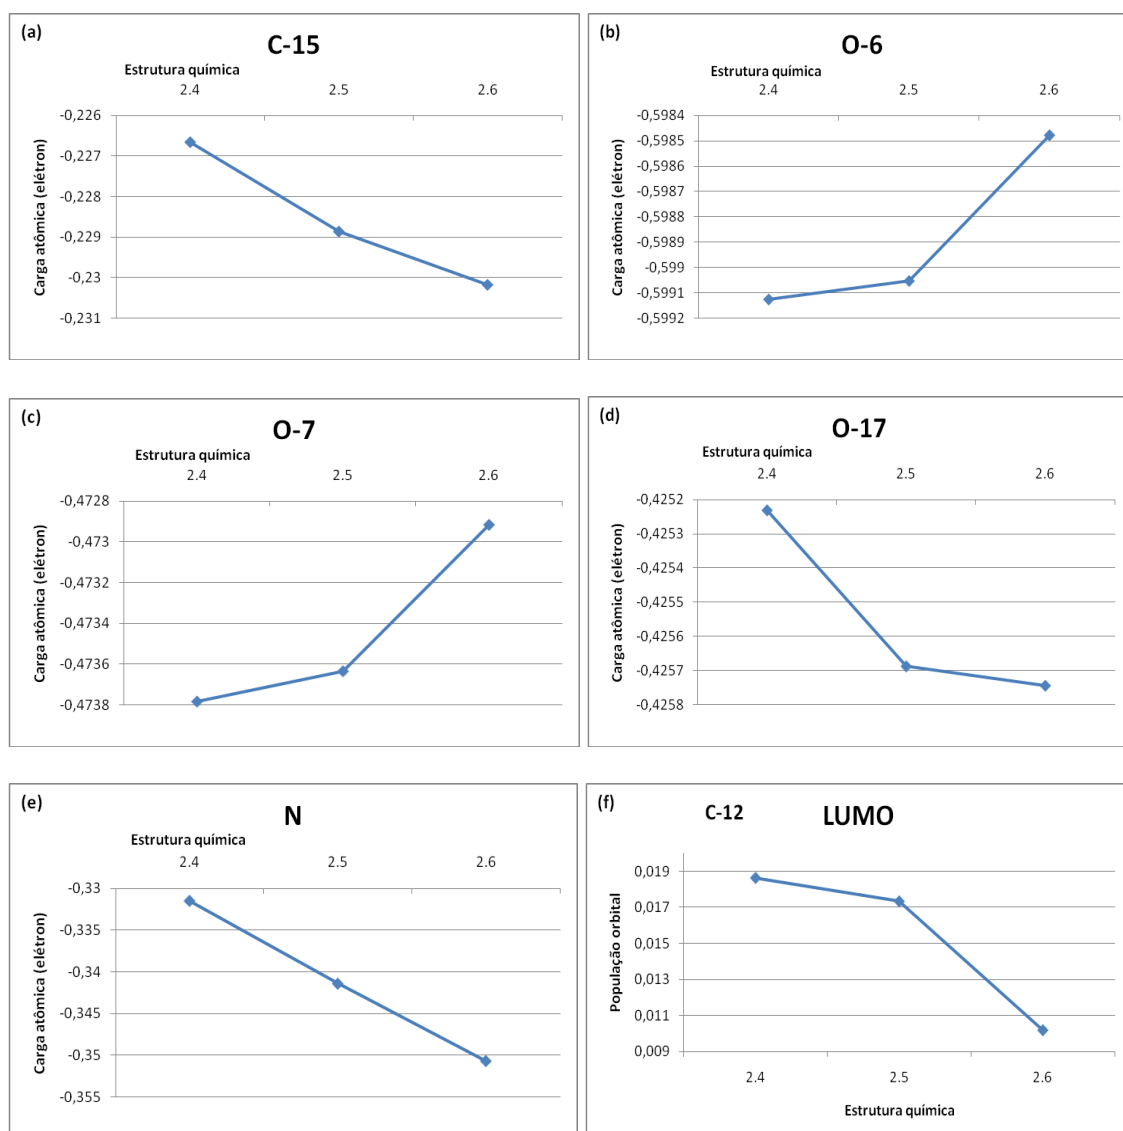 (a)
C-15
Estrutura química
2.4 2.5 2.6
Carga atômica (elétron)
-0,226
-0,227
-0,228
-0,229
-0,23
-0,231
(b)
O-6
Estrutura química
2.4 2.5 2.6
Carga atômica (elétron)
-0,5984
-0,5985
-0,5986
-0,5987
-0,5988
-0,5989
-0,599
-0,5991
-0,5992
(c)
O-7
Estrutura química
2.4 2.5 2.6
Carga atômica (elétron)
-0,4728
-0,473
-0,4732
-0,4734
-0,4736
-0,4738
(d)
O-17
Estrutura química
2.4 2.5 2.6
Carga atômica (elétron)
-0,4252
-0,4253
-0,4254
-0,4255
-0,4256
-0,4257
-0,4258
(e)
N
Estrutura química
2.4 2.5 2.6
Carga atômica (elétron)
-0,33
-0,335
-0,34
-0,345
-0,35
-0,355
(f)
C-12 LUMO
População orbital
0,019
0,017
0,015
0,013
0,011
0,009
2.4 2.5 2.6
Estrutura química